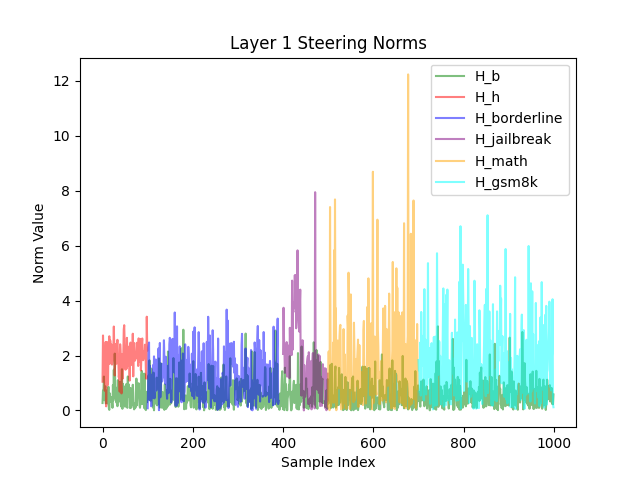 Layer 1 Steering Norms
12
10
8
6
4
2
0
Norm Value
H_b
H_h
H_borderline
H_jailbreak
H_math
H_gsm8k
0 200 400 600 800 1000
Sample Index